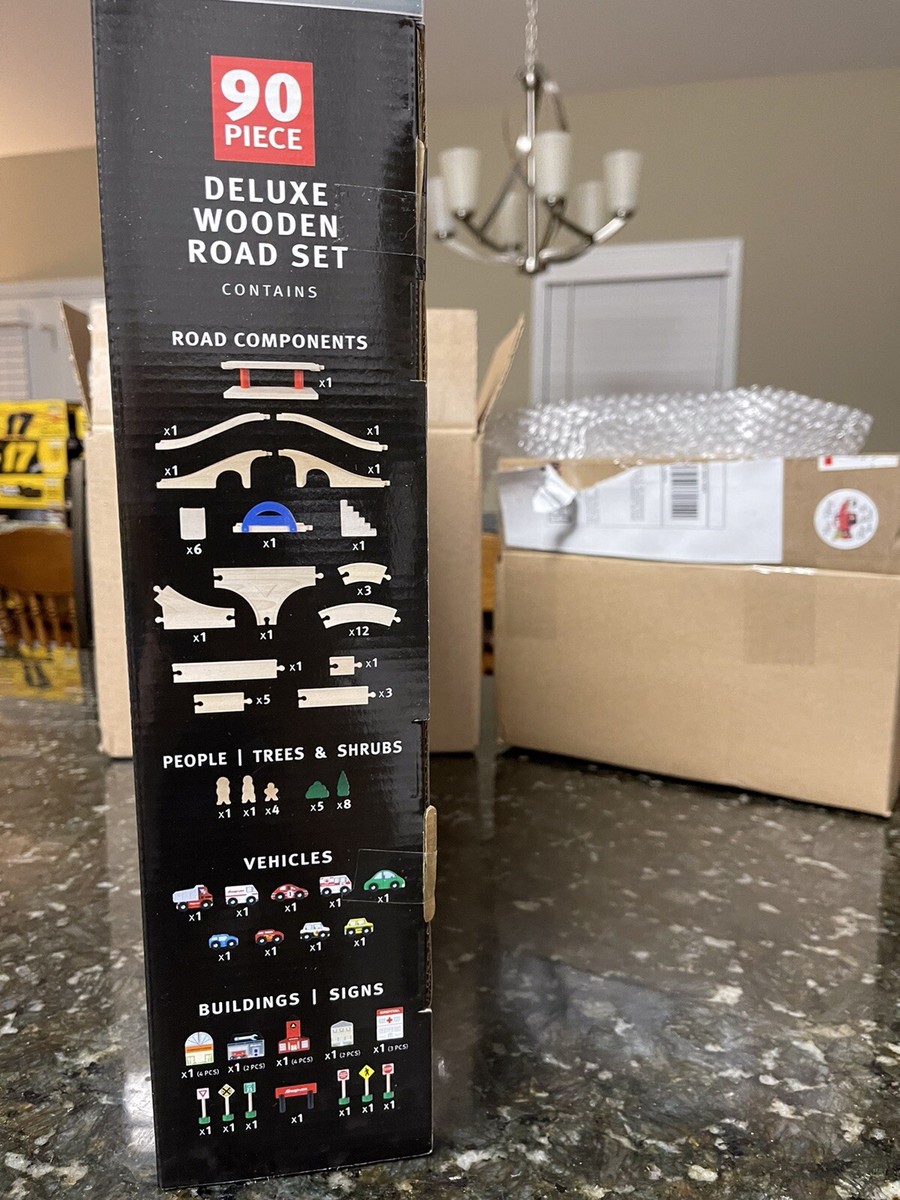 90
PIECE
DELUXE
WOODEN
ROAD SET
CONTAINS
ROAD COMPONENTS
x1
x1 x1
x1 x1
x6 x1 x1
x3
x1 x1 x12
x1 x1
x5 x3
PEOPLE | TREES & SHRUBS
x1 x1 x4 x5 x8
VEHICLES
x1 x1 x1 x1 x1
x1 x1 x1 x1
BUILDINGS | SIGNS
x1 (4 PCS) x1 (2 PCS) x1 (4 PCS) x1 (2 PCS) x1 (3 PCS)
x1 x1 x1 x1 x1 x1 x1
17
17